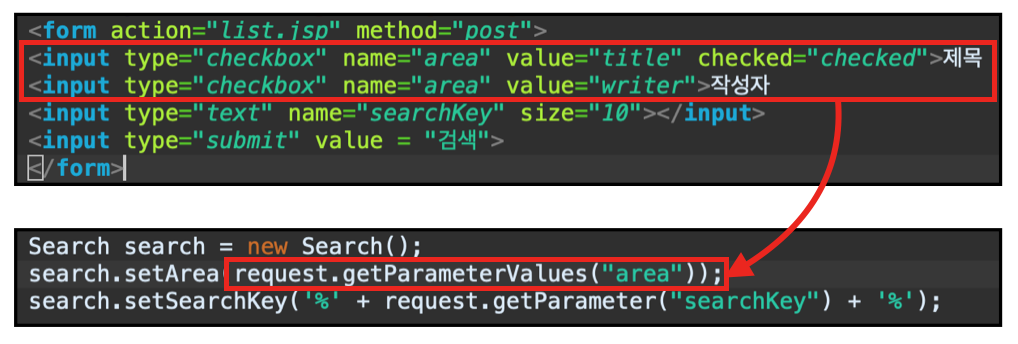 <form action="list.jsp" method="post">
<input type="checkbox" name="area" value="title" checked="checked">제목
<input type="checkbox" name="area" value="writer">작성자
<input type="text" name="searchKey" size="10"></input>
<input type="submit" value = "검색">
</form>
Search search = new Search();
search.setArea(request.getParameterValues("area"));
search.setSearchKey('%' + request.getParameter("searchKey") + '%');